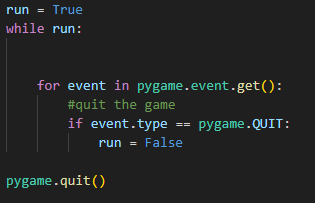 run = True
while run:
    for event in pygame.event.get():
        #quit the game
        if event.type == pygame.QUIT:
            run = False
pygame.quit()